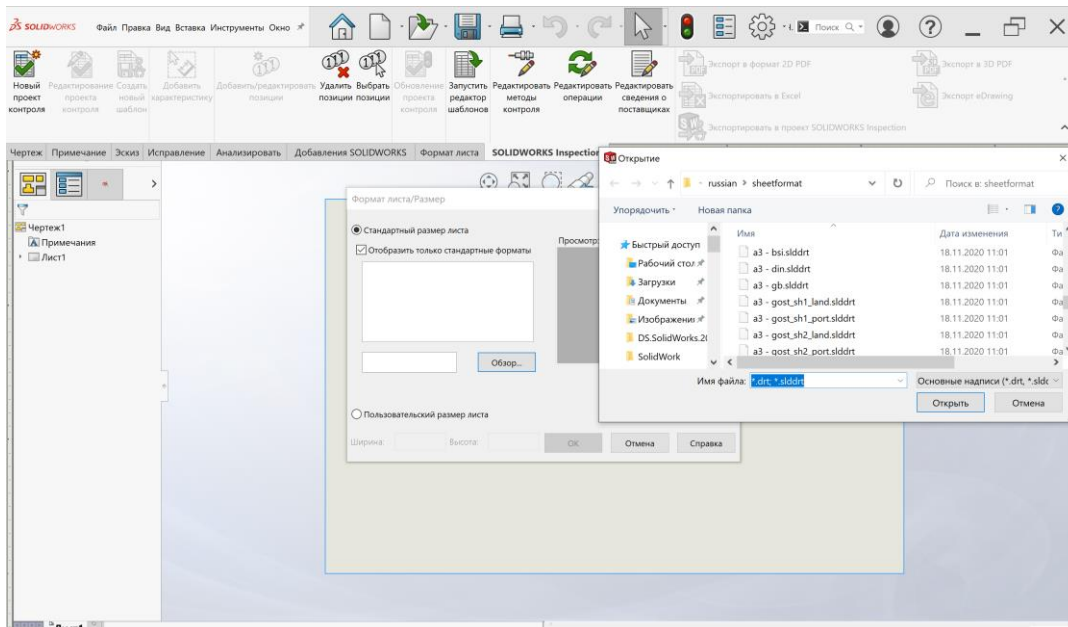 SOLIDWORKS Файл Правка Вид Вставка Инструменты Окно
Поиск
Новый проект контроля
Редактирование проекта контроля
Создать новый шаблон
Добавить характеристику
Добавить/редактировать позиции
Удалить позиции
Выбрать позиции
Обновление проекта контроля
Запустить редактор шаблонов
Редактировать методы контроля
Редактировать операции
Редактировать сведения о поставщиках
Экспорт в формат 2D PDF
Экспорт в 3D PDF
Экспортировать в Excel
Экспорт eDrawing
Экспортировать в проект SOLIDWORKS Inspection
Чертеж Примечание Эскиз Исправление Анализировать Добавления SOLIDWORKS Формат листа SOLIDWORKS Inspection
Чертеж1
Примечания
Лист1
Формат листа/Размер
Стандартный размер листа
Отобразить только стандартные форматы
Просмотр:
Обзор...
Пользовательский размер листа
Ширина: Высота: OK Отмена Справка
Открытие
russian > sheetformat
Поиск в: sheetformat
Упорядочить Новая папка
Быстрый доступ
Рабочий стол
Загрузки
Документы
Изображения
DS.SolidWorks.20
SolidWork
Имя Дата изменения Ти
a3 - bsi.slddrt 18.11.2020 11:01 Фа
a3 - din.slddrt 18.11.2020 11:01 Фа
a3 - gb.slddrt 18.11.2020 11:01 Фа
a3 - gost_sh1_land.slddrt 18.11.2020 11:01 Фа
a3 - gost_sh1_port.slddrt 18.11.2020 11:01 Фа
a3 - gost_sh2_land.slddrt 18.11.2020 11:01 Фа
a3 - gost_sh2_port.slddrt 18.11.2020 11:01 Фа
Имя файла: *.drt; *.slddrt
Основные надписи (*.drt, *.sldc
Открыть Отмена